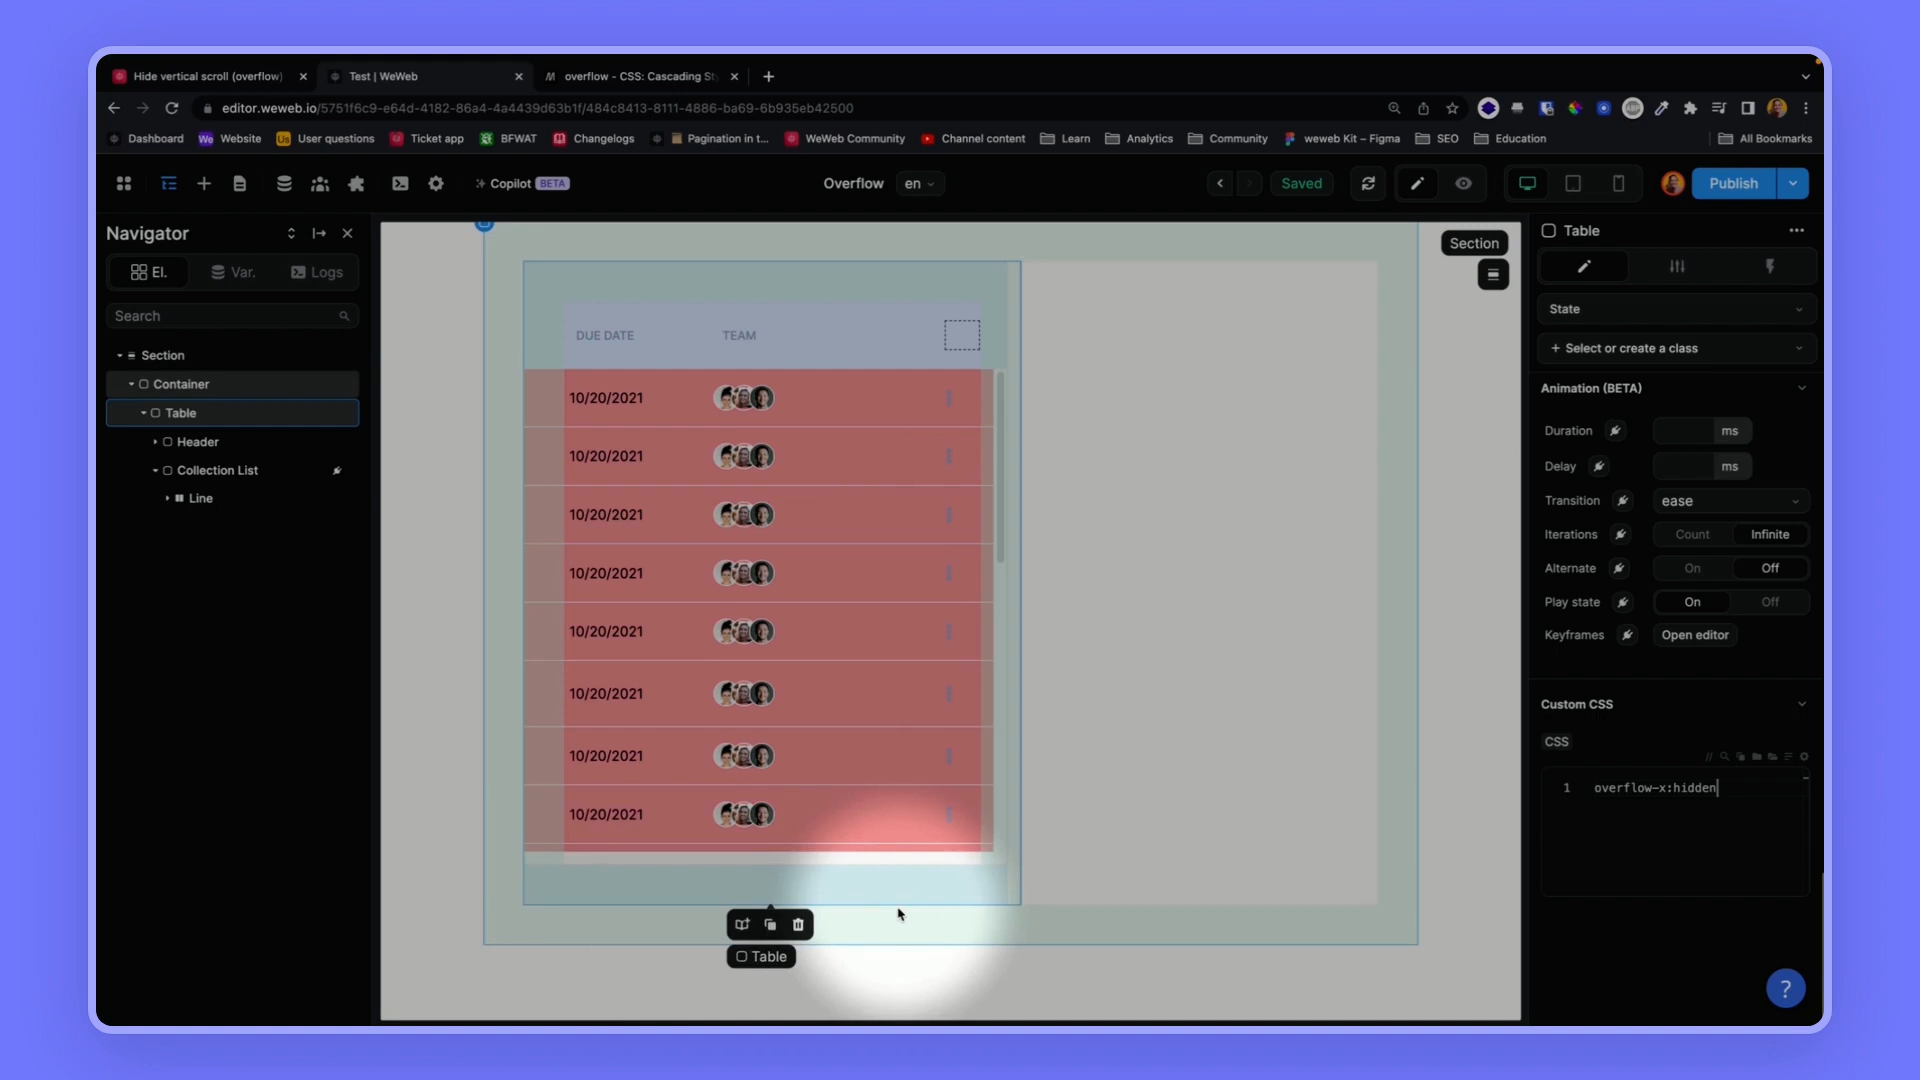 Hide vertical scroll (overflow)
Test | WeWeb
overflow - CSS: Cascading St
editor.weweb.io/5751f6c9-e64d-4182-86a4-4a4439d63b1f/484c8413-8111-4886-ba69-6b935eb42500
Dashboard
We Website
Us User questions
Ticket app
BFWAT
Changelogs
Pagination in t...
WeWeb Community
Channel content
Learn
Analytics
Community
weweb Kit – Figma
SEO
Education
All Bookmarks
Copilot BETA
Overflow
en
Saved
Publish
Navigator
El.
Var.
Logs
Search
Section
Container
Table
Header
Collection List
Line
Section
DUE DATE TEAM
10/20/2021
10/20/2021
10/20/2021
10/20/2021
10/20/2021
10/20/2021
10/20/2021
10/20/2021
Table
Table
State
+ Select or create a class
Animation (BETA)
Duration ms
Delay ms
Transition ease
Iterations Count Infinite
Alternate On Off
Play state On Off
Keyframes Open editor
Custom CSS
CSS
//
1 overflow-x:hidden
?